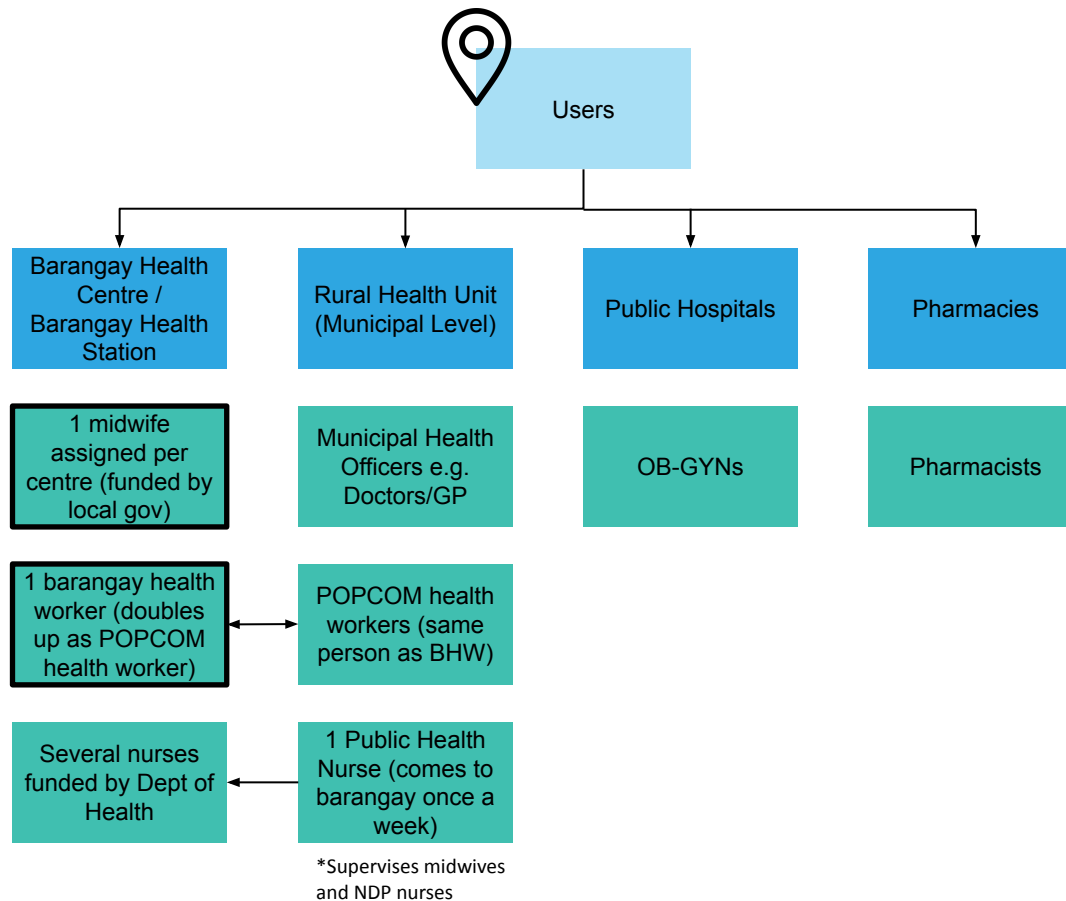 Users
Barangay Health
Centre /
Barangay Health
Station
Rural Health Unit
(Municipal Level)
Public Hospitals
Pharmacies
1 midwife
assigned per
centre (funded by
local gov)
Municipal Health
Officers e.g.
Doctors/GP
OB-GYNs
Pharmacists
1 barangay health
worker (doubles
up as POPCOM
health worker)
POPCOM health
workers (same
person as BHW)
Several nurses
funded by Dept of
Health
1 Public Health
Nurse (comes to
barangay once a
week)
*Supervises midwives
and NDP nurses